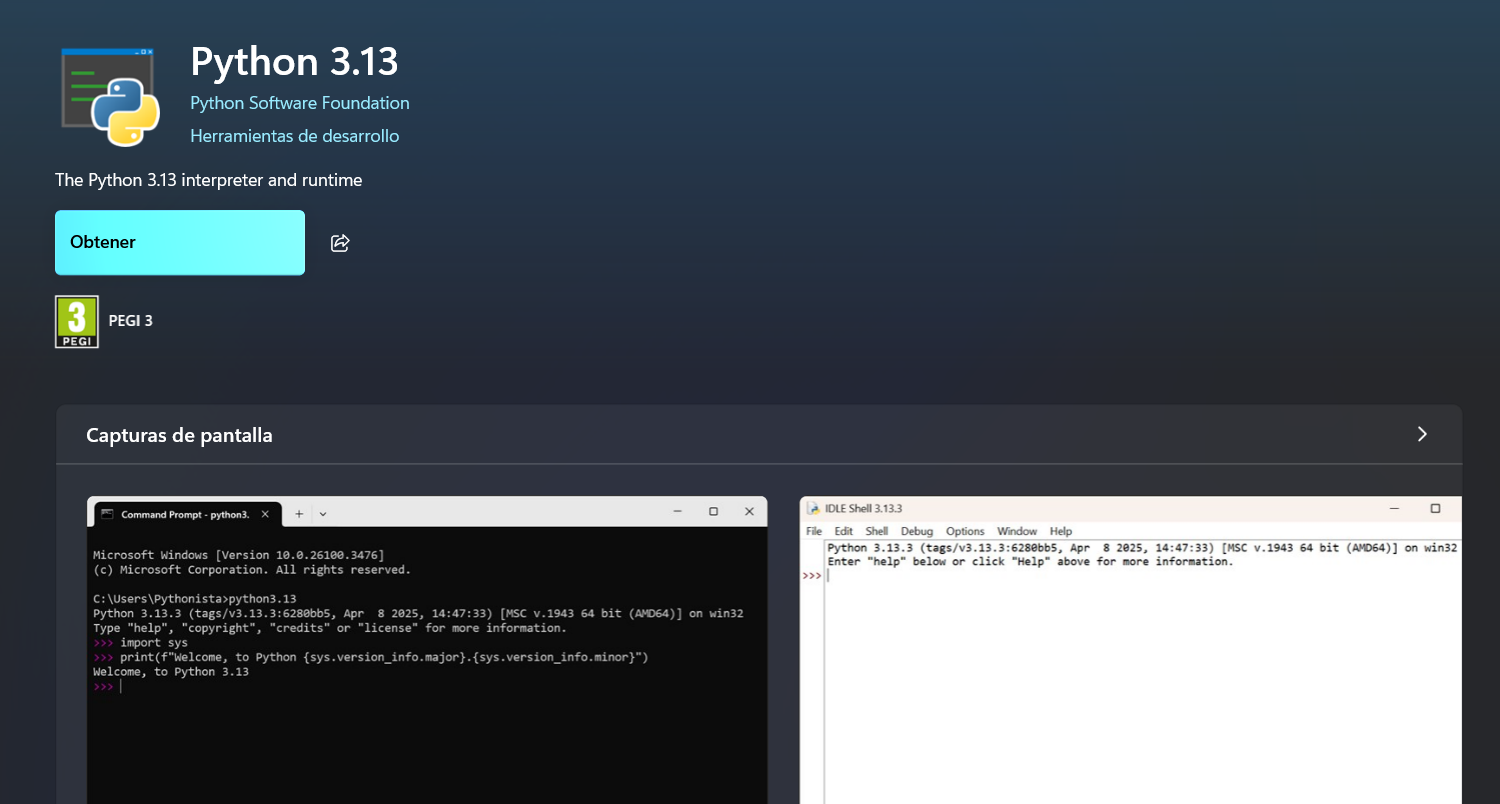 Python 3.13
Python Software Foundation
Herramientas de desarrollo
The Python 3.13 interpreter and runtime
Obtener
3
PEGI
PEGI 3
Capturas de pantalla
Command Prompt - python3.
Microsoft Windows [Version 10.0.26100.3476]
(c) Microsoft Corporation. All rights reserved.
C:\Users\Pythonista>python3.13
Python 3.13.3 (tags/v3.13.3:6280bb5, Apr  8 2025, 14:47:33) [MSC v.1943 64 bit (AMD64)] on win32
Type "help", "copyright", "credits" or "license" for more information.
>>> import sys
>>> print(f"Welcome, to Python {sys.version_info.major}.{sys.version_info.minor}")
Welcome, to Python 3.13
>>>
IDLE Shell 3.13.3
File Edit Shell Debug Options Window Help
Python 3.13.3 (tags/v3.13.3:6280bb5, Apr  8 2025, 14:47:33) [MSC v.1943 64 bit (AMD64)] on win32
Enter "help" below or click "Help" above for more information.
>>>